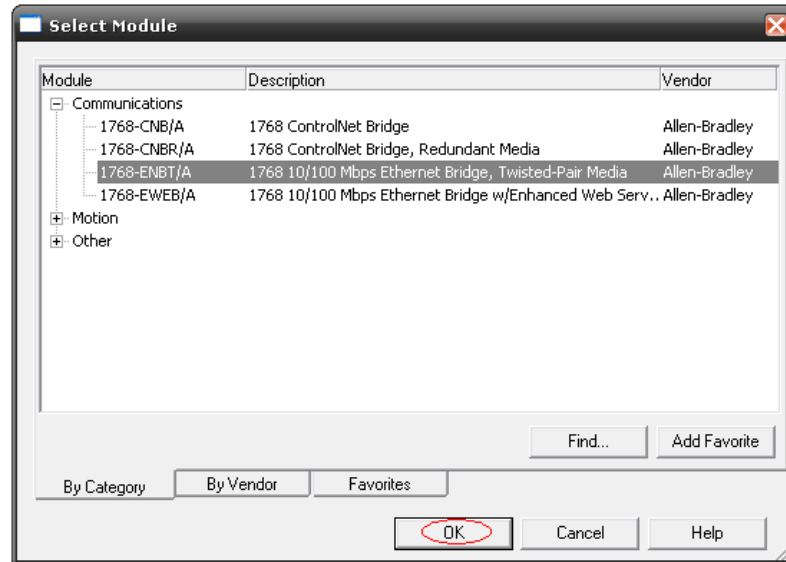 Select Module
Module Description Vendor
Communications
1768-CNB/A 1768 ControlNet Bridge Allen-Bradley
1768-CNBR/A 1768 ControlNet Bridge, Redundant Media Allen-Bradley
1768-ENBT/A 1768 10/100 Mbps Ethernet Bridge, Twisted-Pair Media Allen-Bradley
1768-EWEB/A 1768 10/100 Mbps Ethernet Bridge w/Enhanced Web Serv... Allen-Bradley
Motion
Other
Find... Add Favorite
By Category By Vendor Favorites
OK Cancel Help